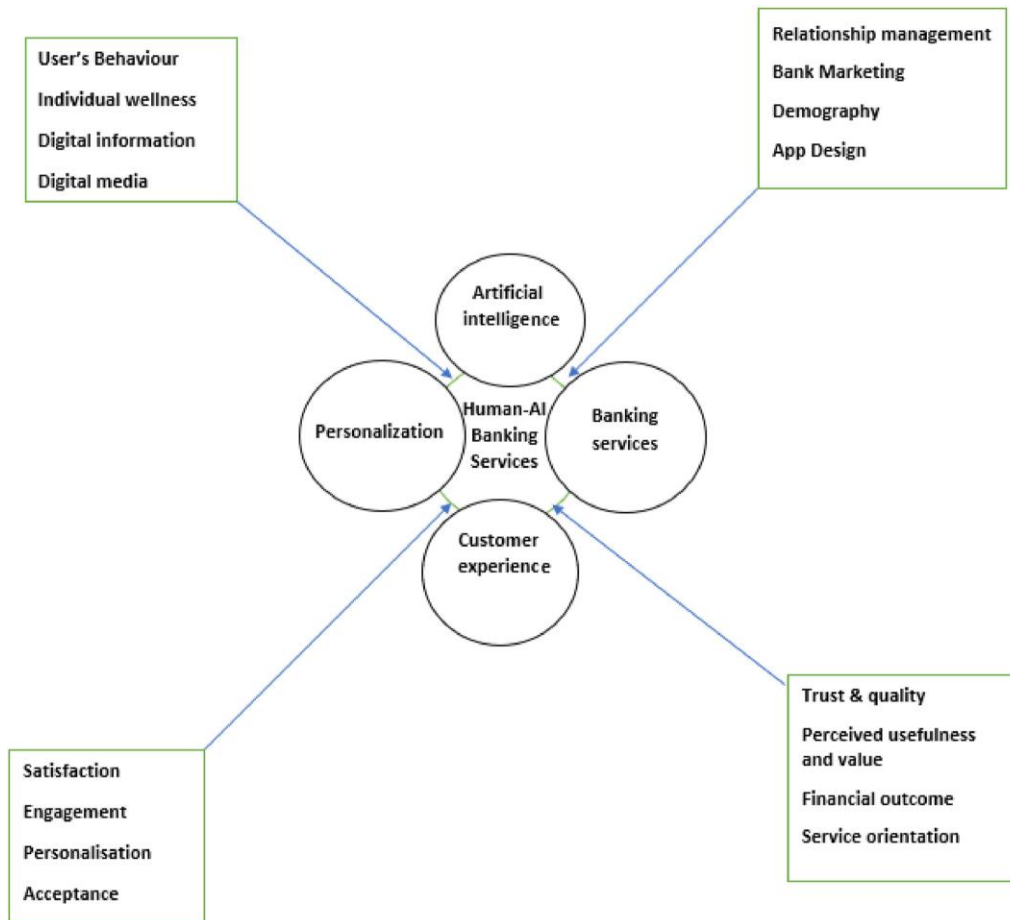 User's Behaviour
Individual wellness
Digital information
Digital media
Relationship management
Bank Marketing
Demography
App Design
Artificial
intelligence
Personalization
Human-AI
Banking
Services
Banking
services
Customer
experience
Satisfaction
Engagement
Personalisation
Acceptance
Trust & quality
Perceived usefulness
and value
Financial outcome
Service orientation